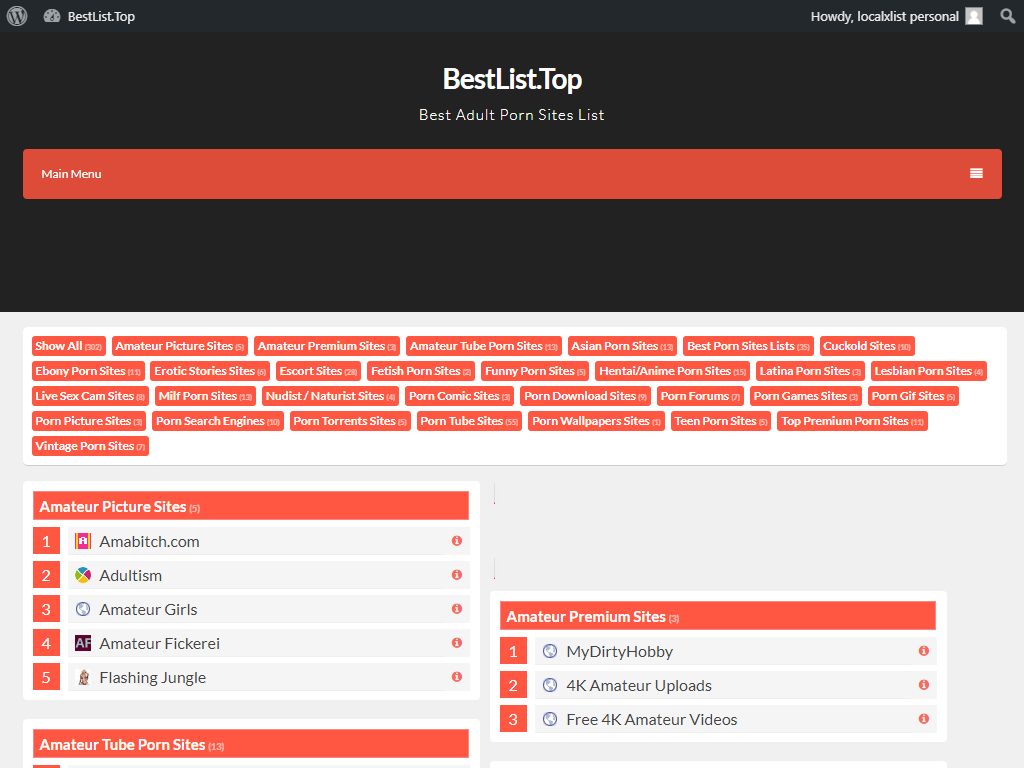 BestList.Top
Howdy, localxlist personal
BestList.Top
Best Adult Porn Sites List
Main Menu
Show All (302) Amateur Picture Sites (5) Amateur Premium Sites (3) Amateur Tube Porn Sites (13) Asian Porn Sites (13) Best Porn Sites Lists (35) Cuckold Sites (10)
Ebony Porn Sites (11) Erotic Stories Sites (6) Escort Sites (28) Fetish Porn Sites (2) Funny Porn Sites (5) Hentai/Anime Porn Sites (15) Latina Porn Sites (3) Lesbian Porn Sites (4)
Live Sex Cam Sites (8) Milf Porn Sites (13) Nudist / Naturist Sites (4) Porn Comic Sites (3) Porn Download Sites (9) Porn Forums (7) Porn Games Sites (3) Porn Gif Sites (5)
Porn Picture Sites (3) Porn Search Engines (10) Porn Torrents Sites (5) Porn Tube Sites (55) Porn Wallpapers Sites (1) Teen Porn Sites (5) Top Premium Porn Sites (11)
Vintage Porn Sites (7)
Amateur Picture Sites (5)
1 Amabitch.com
2 Adultism
3 Amateur Girls
4 AF Amateur Fickerei
5 Flashing Jungle
Amateur Premium Sites (3)
1 MyDirtyHobby
2 4K Amateur Uploads
3 Free 4K Amateur Videos
Amateur Tube Porn Sites (13)